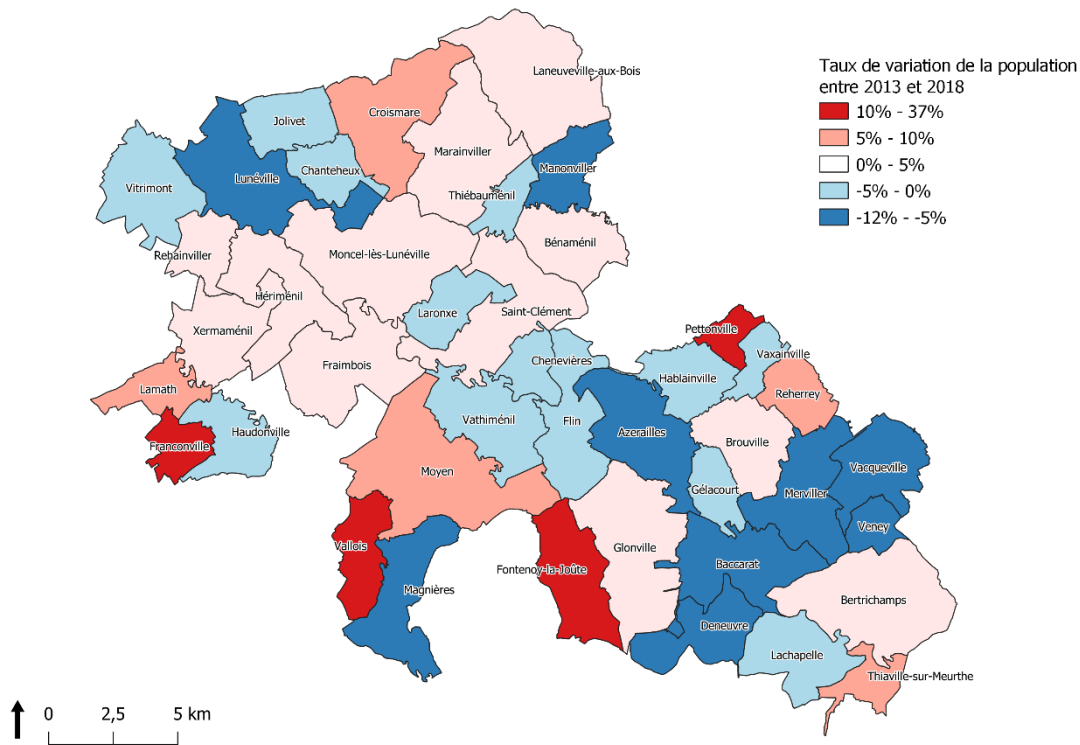 Laneuveville-aux-Bois
Taux de variation de la population
entre 2013 et 2018
10% - 37%
5% - 10%
0% - 5%
-5% - 0%
-12% - -5%
Jolivet
Croismare
Marainviller
Chanteheux
Manonviller
Lunéville
Vitrimont
Thiébauménil
Bénaménil
Rehainviller
Moncel-lès-Lunéville
Hériménil
Laronxe
Saint-Clément
Xermaménil
Pettonville
Vaxainville
Chenevières
Fraimbois
Hablainville
Lamath
Reherrey
Vathiménil
Flin
Haudonville
Azerailles
Franconville
Brouville
Moyen
Vacqueville
Gélacourt
Merviller
Veney
Vallois
Glonville
Baccarat
Fontenoy-la-Joûte
Magnières
Bertrichamps
Deneuvre
Lachapelle
Thiaville-sur-Meurthe
0 2,5 5 km